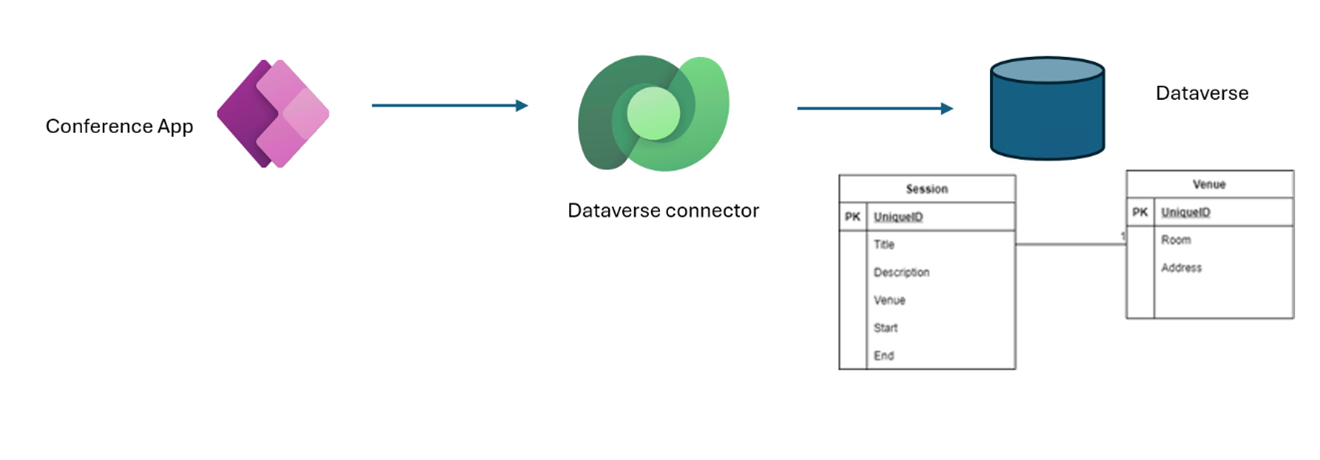 Conference App
Dataverse connector
Dataverse
Session
PK UniqueID
Title
Description
Venue
Start
End
1
Venue
PK UniqueID
Room
Address